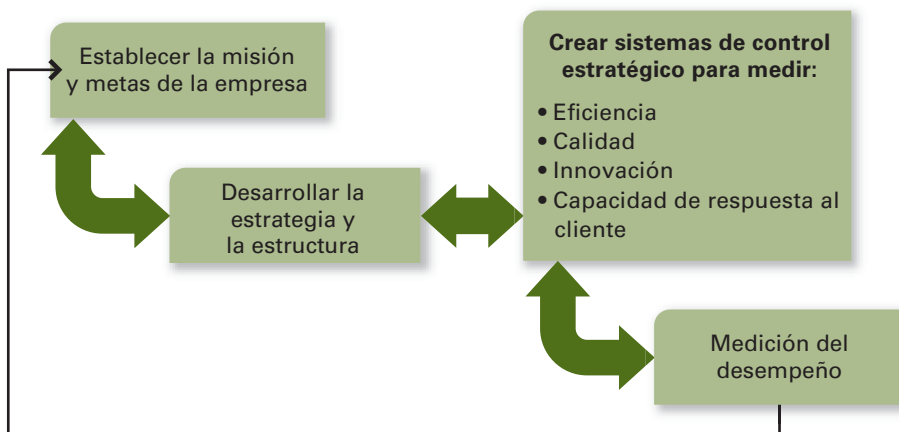 Establecer la misión
y metas de la empresa
Desarrollar la
estrategia y
la estructura
Crear sistemas de control
estratégico para medir:
• Eficiencia
• Calidad
• Innovación
• Capacidad de respuesta al
cliente
Medición del
desempeño